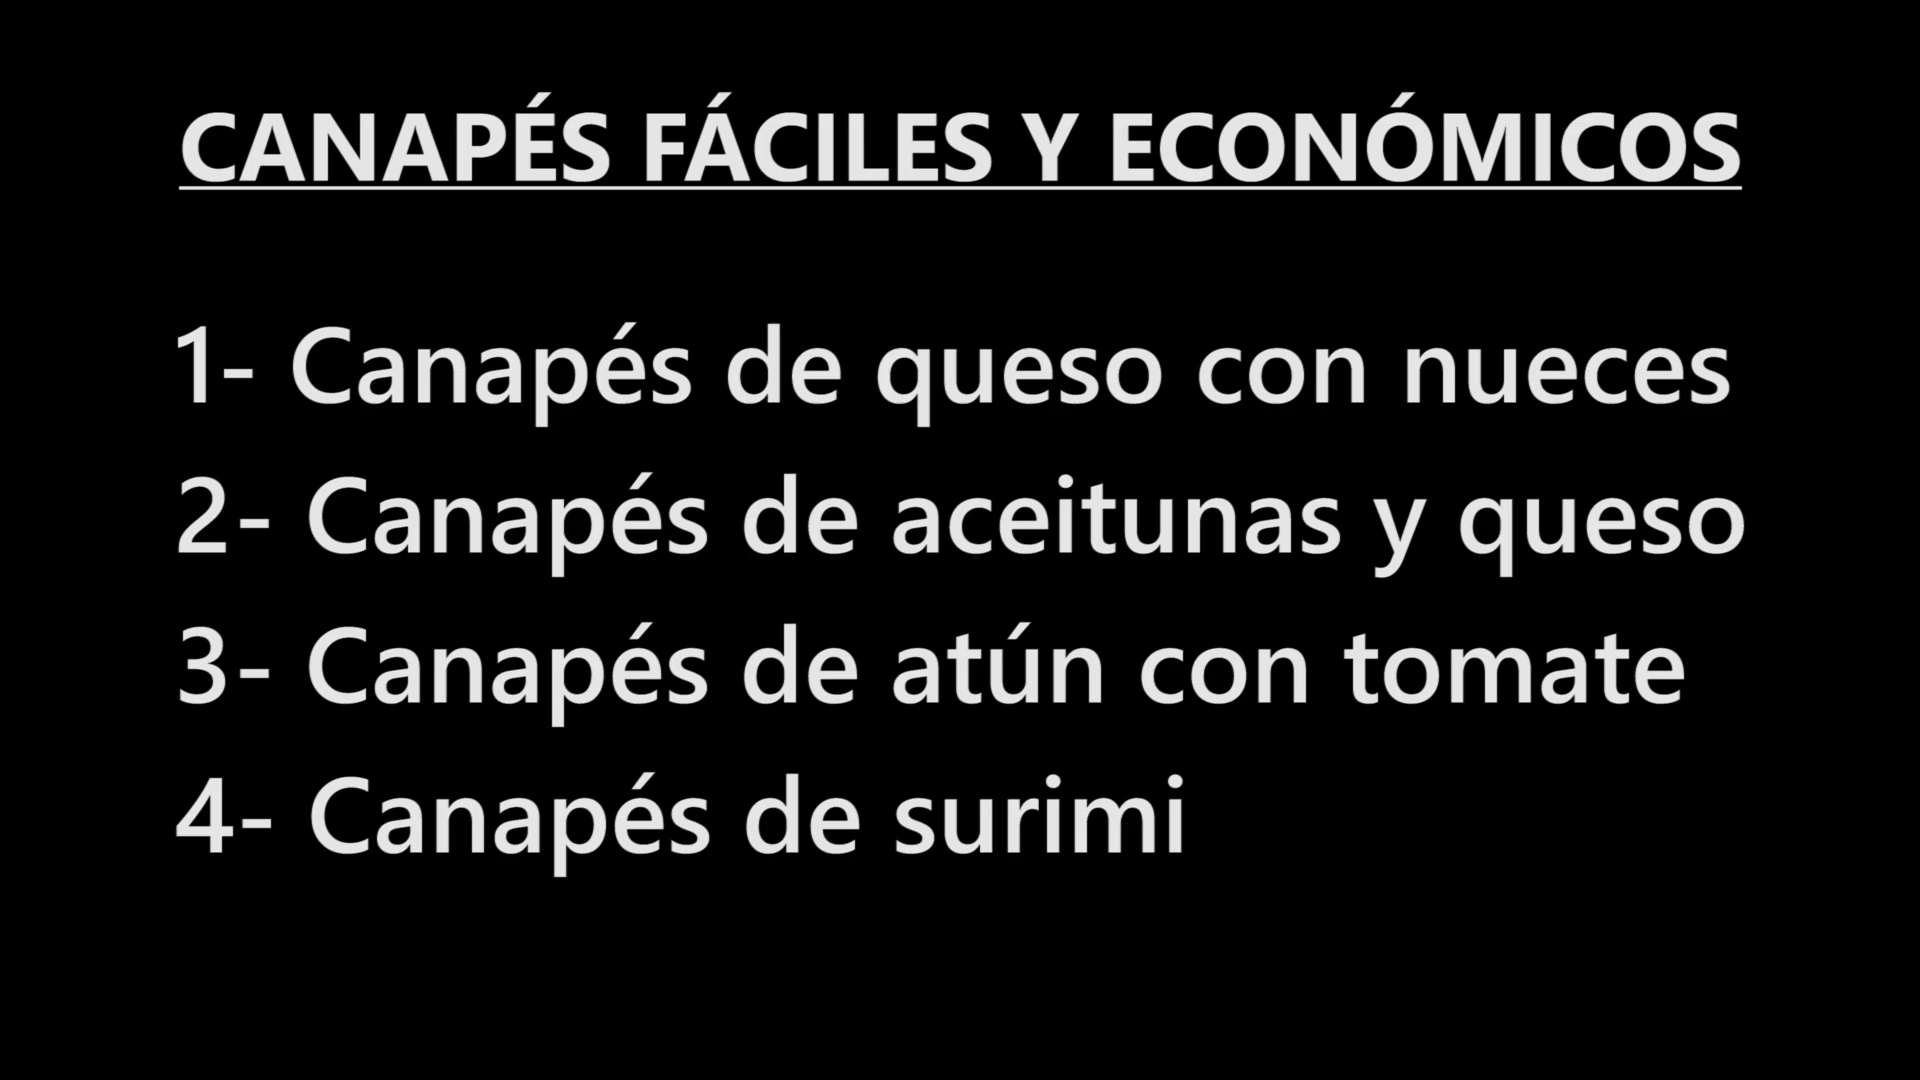 CANAPÉS FÁCILES Y ECONÓMICOS
1- Canapés de queso con nueces
2- Canapés de aceitunas y queso
3- Canapés de atún con tomate
4- Canapés de surimi